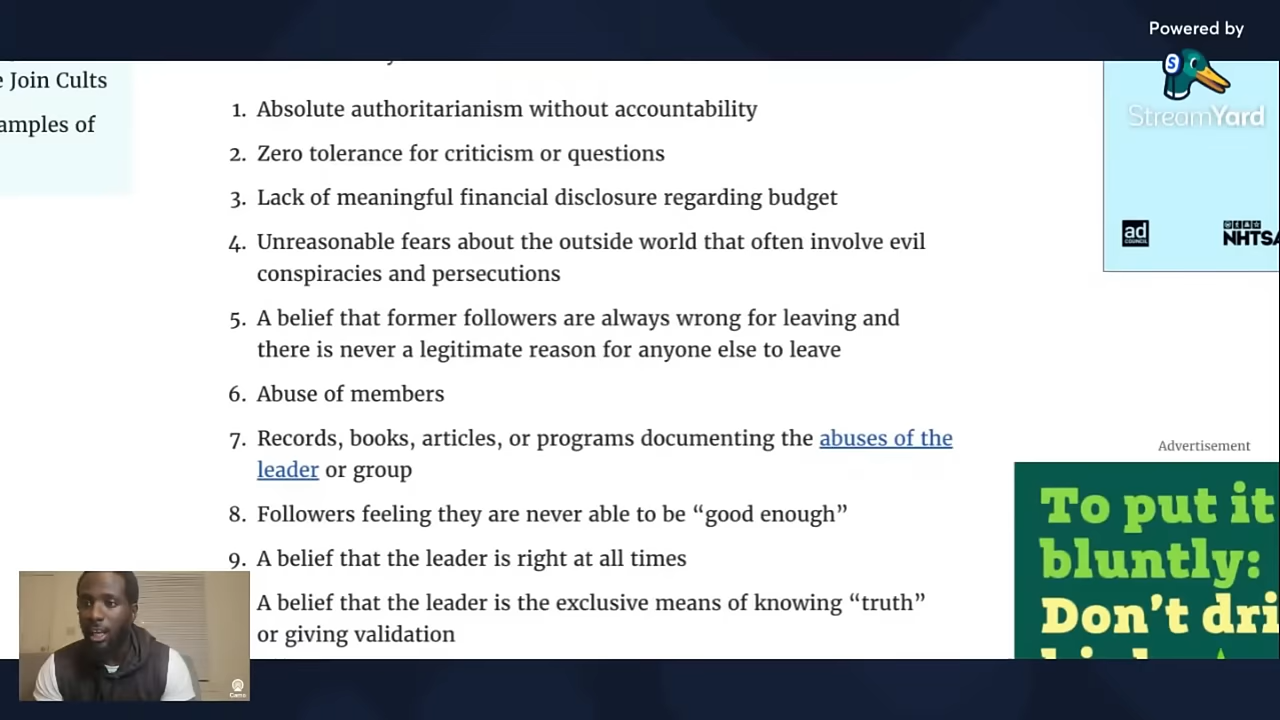 Powered by
StreamYard
e Join Cults
amples of
1. Absolute authoritarianism without accountability
2. Zero tolerance for criticism or questions
3. Lack of meaningful financial disclosure regarding budget
4. Unreasonable fears about the outside world that often involve evil
conspiracies and persecutions
5. A belief that former followers are always wrong for leaving and
there is never a legitimate reason for anyone else to leave
6. Abuse of members
7. Records, books, articles, or programs documenting the abuses of the
leader or group
8. Followers feeling they are never able to be “good enough”
9. A belief that the leader is right at all times
A belief that the leader is the exclusive means of knowing “truth”
or giving validation
ad
COUNCIL
NHTSA
Advertisement
To put it
bluntly:
Don’t dri
Cams